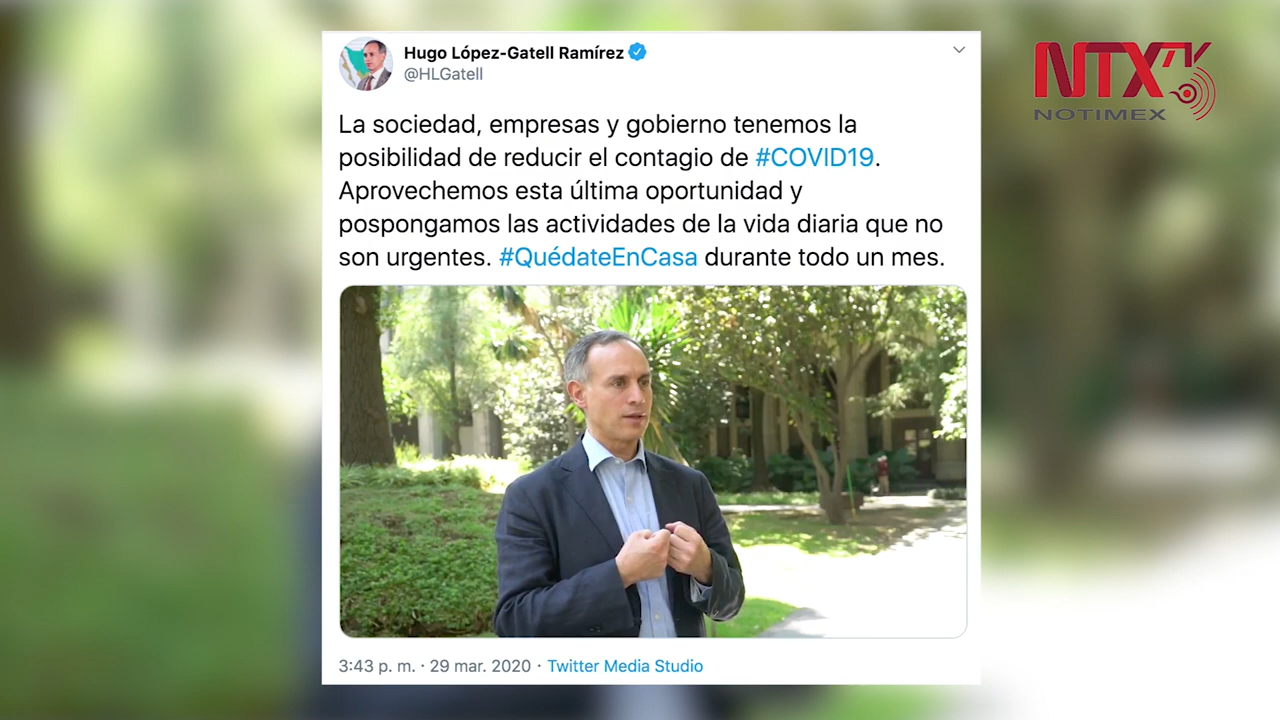 Hugo López-Gatell Ramírez
@HLGatell
La sociedad, empresas y gobierno tenemos la
posibilidad de reducir el contagio de #COVID19.
Aprovechemos esta última oportunidad y
pospongamos las actividades de la vida diaria que no
son urgentes. #QuédateEnCasa durante todo un mes.
3:43 p. m. · 29 mar. 2020 · Twitter Media Studio
NTXTV
NOTIMEX